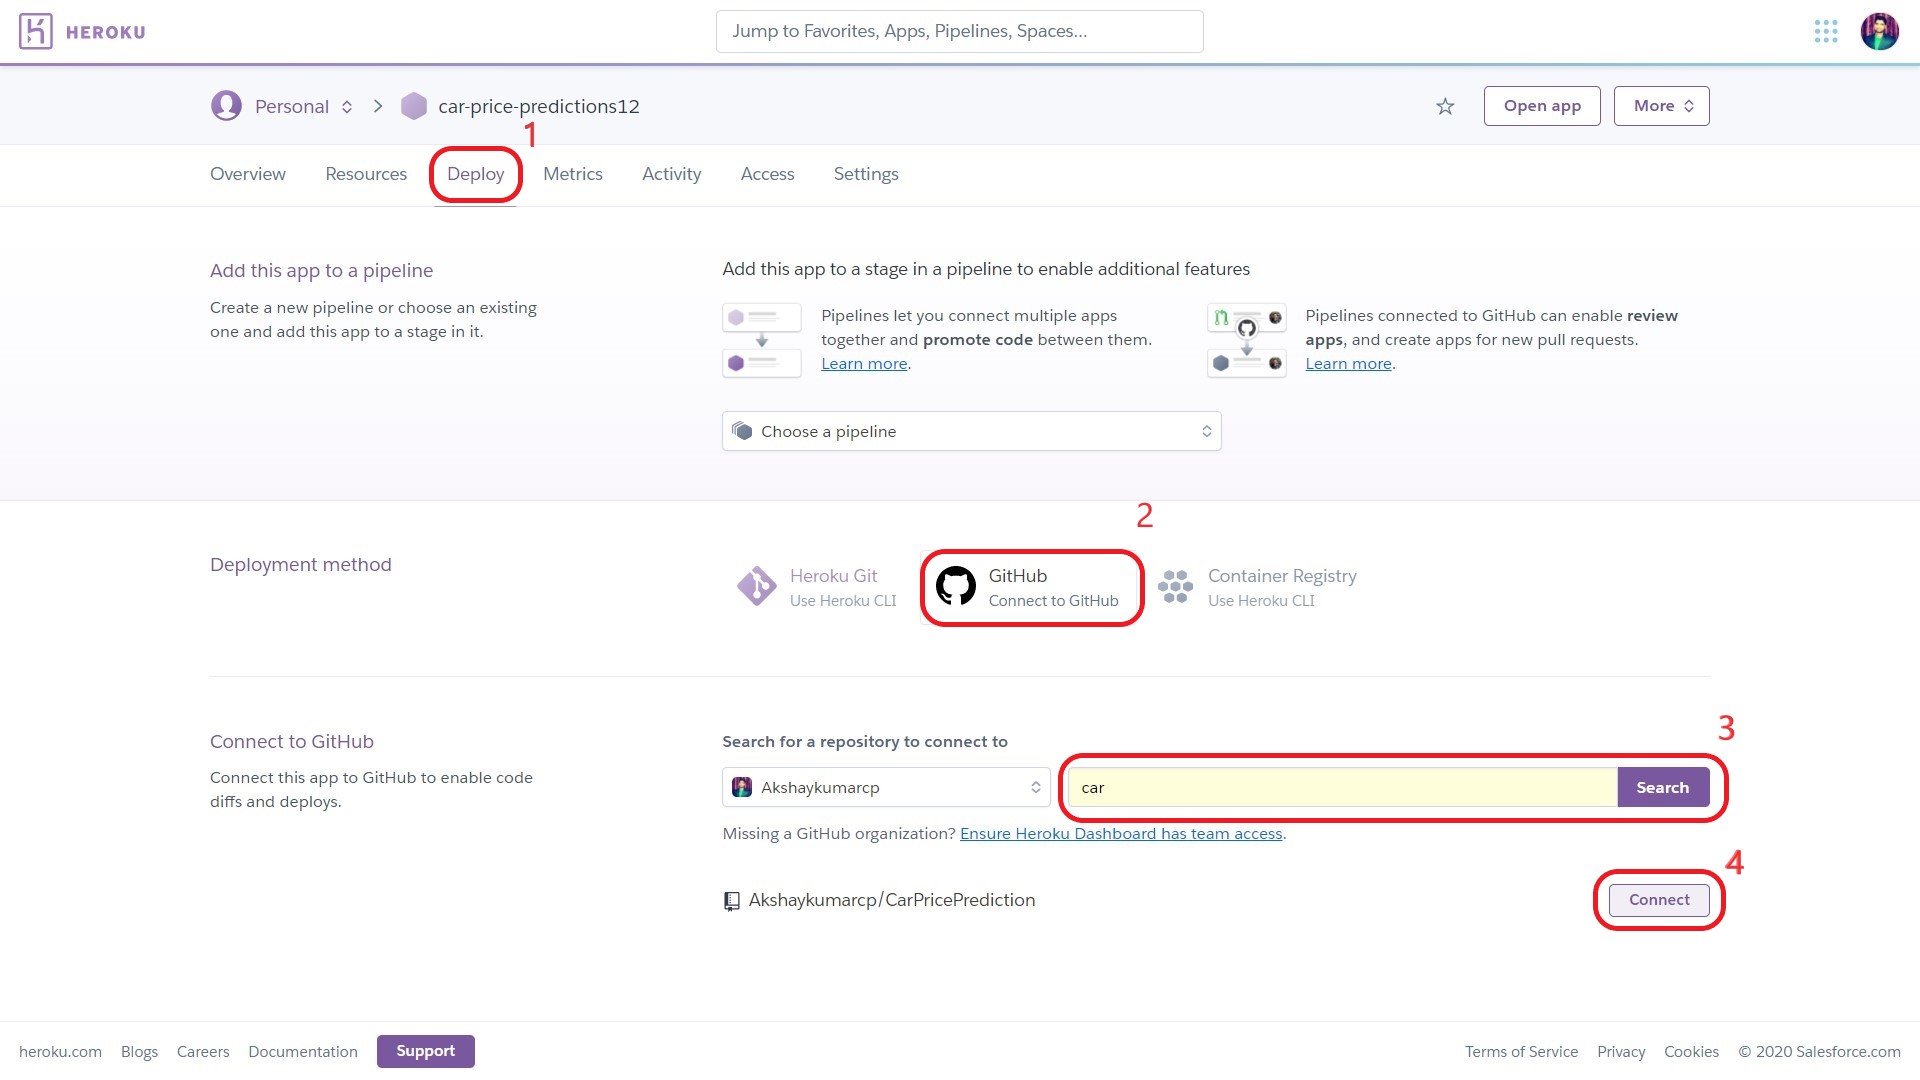 HEROKU
Jump to Favorites, Apps, Pipelines, Spaces...
Personal
car-price-predictions12
Open app
More
1
Overview
Resources
Deploy
Metrics
Activity
Access
Settings
Add this app to a pipeline
Create a new pipeline or choose an existing
one and add this app to a stage in it.
Add this app to a stage in a pipeline to enable additional features
Pipelines let you connect multiple apps
together and promote code between them.
Learn more.
Pipelines connected to GitHub can enable review
apps, and create apps for new pull requests.
Learn more.
Choose a pipeline
2
Deployment method
Heroku Git
Use Heroku CLI
GitHub
Connect to GitHub
Container Registry
Use Heroku CLI
Connect to GitHub
Connect this app to GitHub to enable code
diffs and deploys.
Search for a repository to connect to
3
Akshaykumarcp
car
Search
Missing a GitHub organization? Ensure Heroku Dashboard has team access.
4
Akshaykumarcp/CarPricePrediction
Connect
heroku.com
Blogs
Careers
Documentation
Support
Terms of Service
Privacy
Cookies
© 2020 Salesforce.com